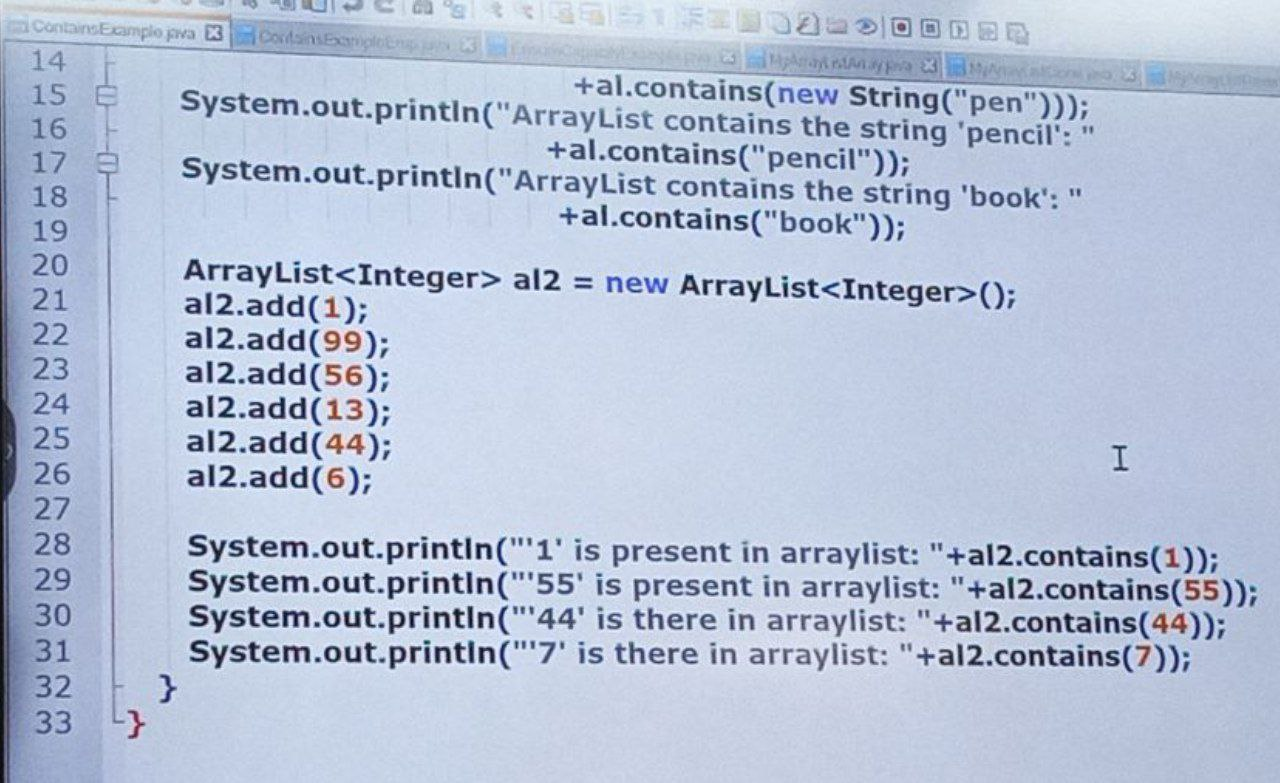 ContainsExample.java ContainsExampleEmp.java EnsureCapacityExample.java MyArrayListArray.java MyArrayListClone.java
14 +al.contains(new String("pen")));
15 System.out.println("ArrayList contains the string 'pencil': "
16 +al.contains("pencil"));
17 System.out.println("ArrayList contains the string 'book': "
18 +al.contains("book"));
19
20 ArrayList<Integer> al2 = new ArrayList<Integer>();
21 al2.add(1);
22 al2.add(99);
23 al2.add(56);
24 al2.add(13);
25 al2.add(44);
26 al2.add(6);
27
28 System.out.println("'1' is present in arraylist: "+al2.contains(1));
29 System.out.println("'55' is present in arraylist: "+al2.contains(55));
30 System.out.println("'44' is there in arraylist: "+al2.contains(44));
31 System.out.println("'7' is there in arraylist: "+al2.contains(7));
32 }
33 }